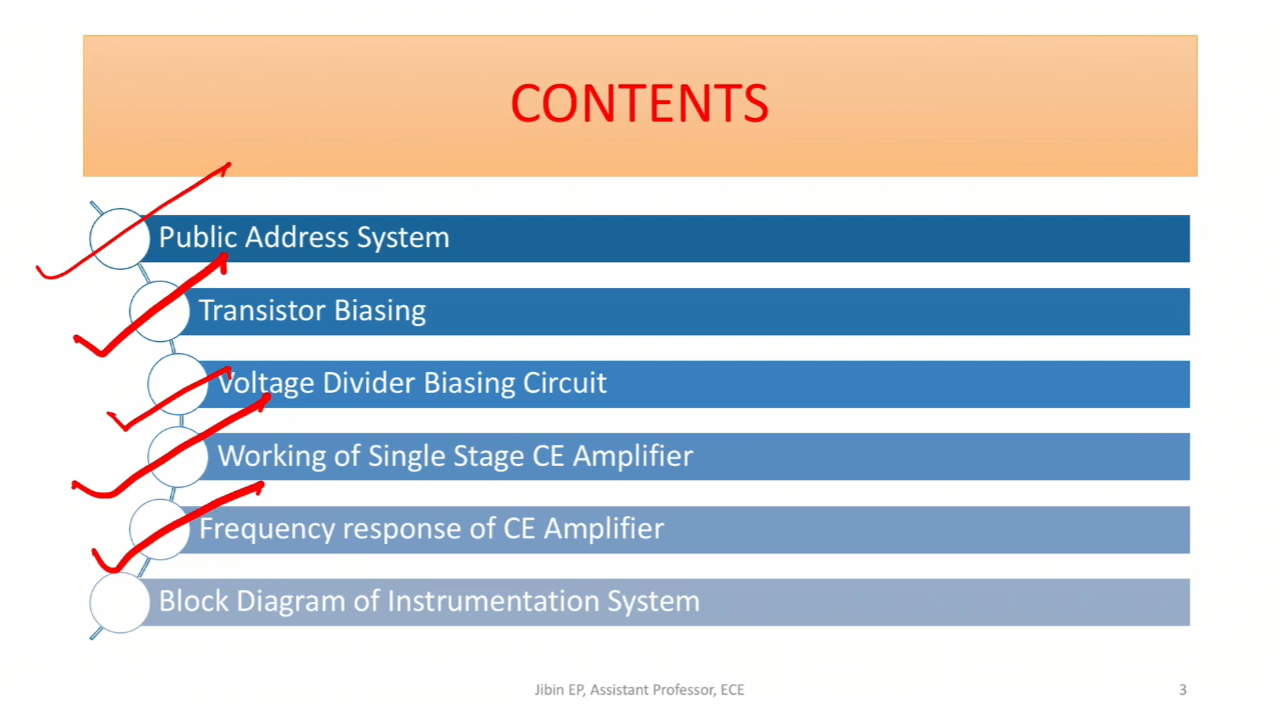 CONTENTS
Public Address System
Transistor Biasing
Voltage Divider Biasing Circuit
Working of Single Stage CE Amplifier
Frequency response of CE Amplifier
Block Diagram of Instrumentation System
Jibin EP, Assistant Professor, ECE
3